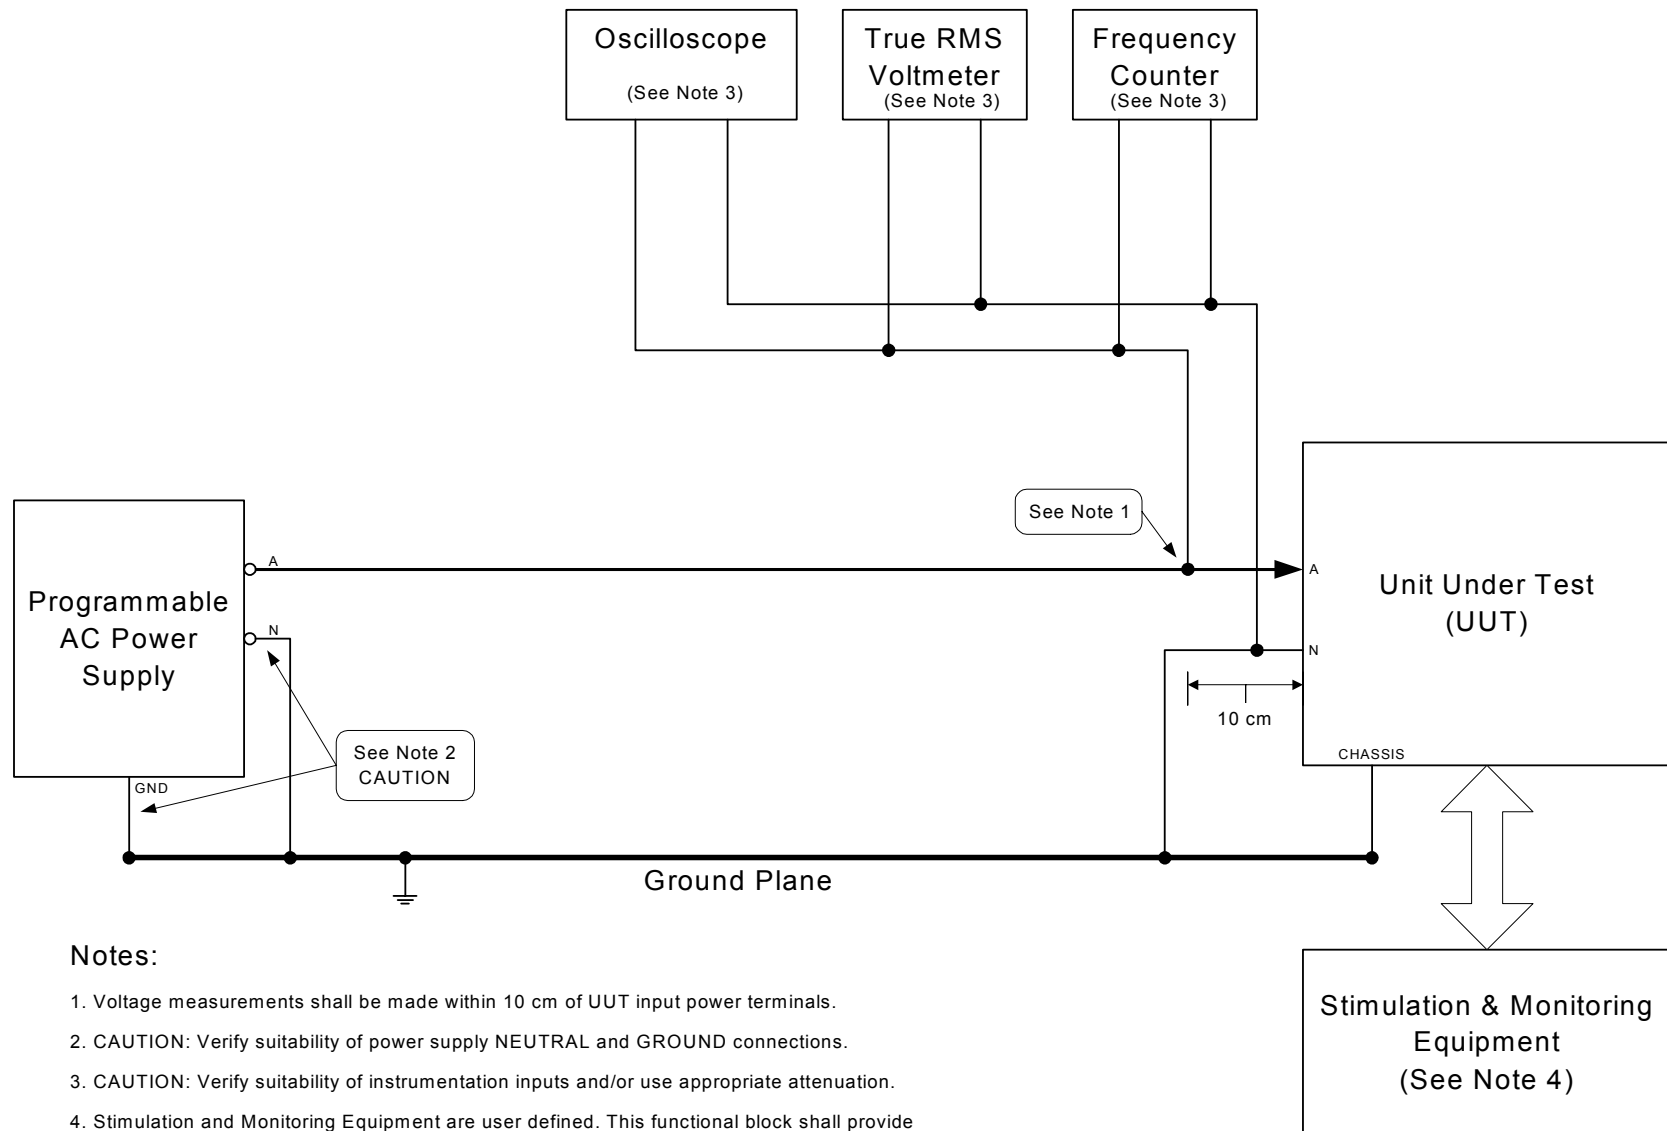 Oscilloscope
(See Note 3)
True RMS
Voltmeter
(See Note 3)
Frequency
Counter
(See Note 3)
See Note 1
Programmable
AC Power
Supply
A
N
GND
See Note 2
CAUTION
A
N
Unit Under Test
(UUT)
10 cm
CHASSIS
Ground Plane
Stimulation & Monitoring
Equipment
(See Note 4)
Notes:
1. Voltage measurements shall be made within 10 cm of UUT input power terminals.
2. CAUTION: Verify suitability of power supply NEUTRAL and GROUND connections.
3. CAUTION: Verify suitability of instrumentation inputs and/or use appropriate attenuation.
4. Stimulation and Monitoring Equipment are user defined. This functional block shall provide